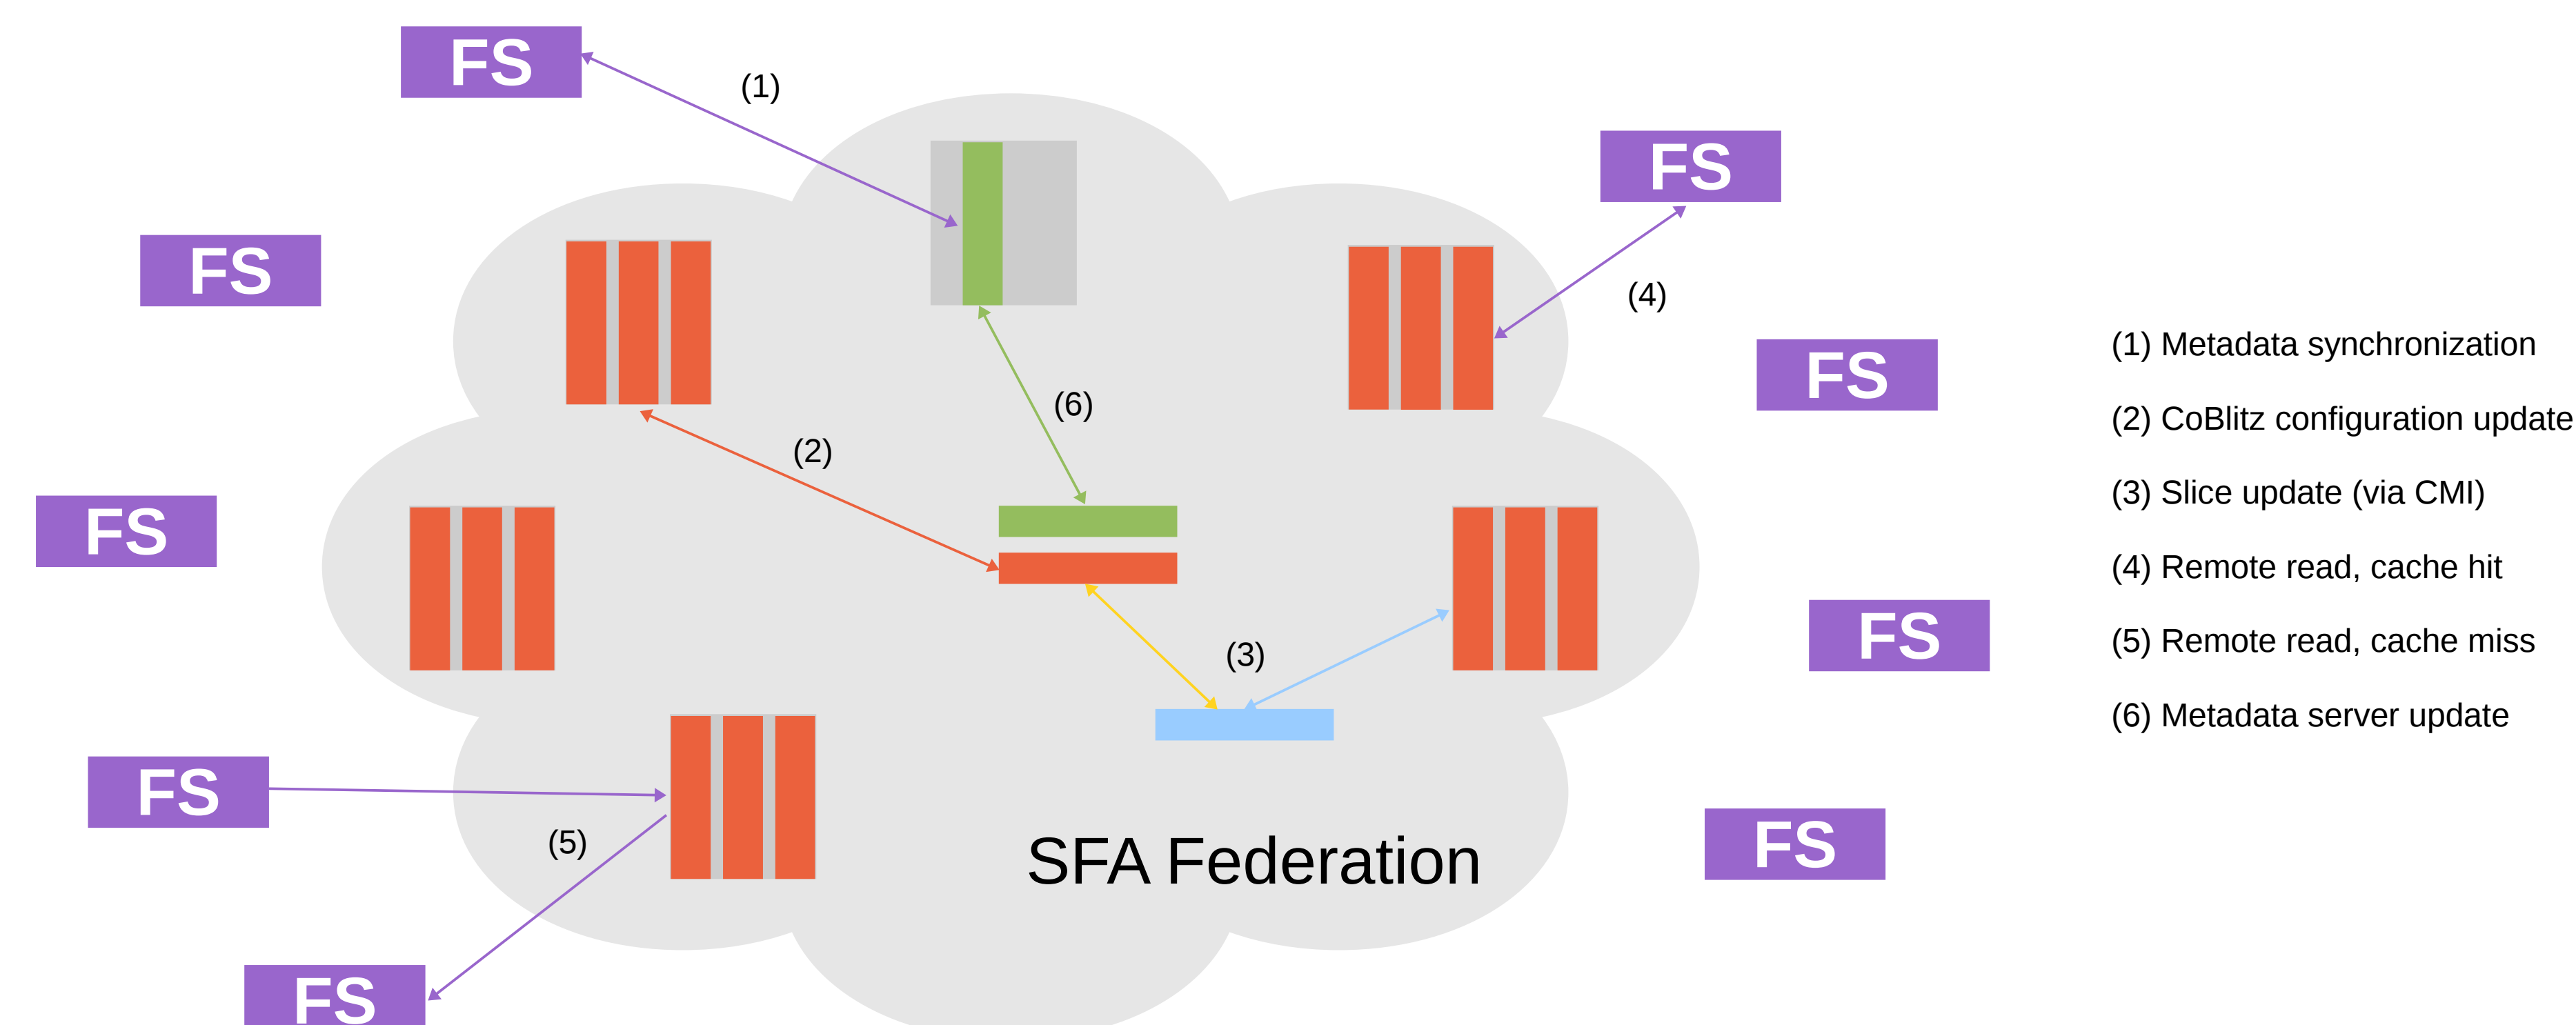 FS
(1)
FS
FS
(4)
FS
(6)
(2)
FS
(3)
FS
FS
(5)
SFA Federation
FS
FS
(1) Metadata synchronization
(2) CoBlitz configuration update
(3) Slice update (via CMI)
(4) Remote read, cache hit
(5) Remote read, cache miss
(6) Metadata server update